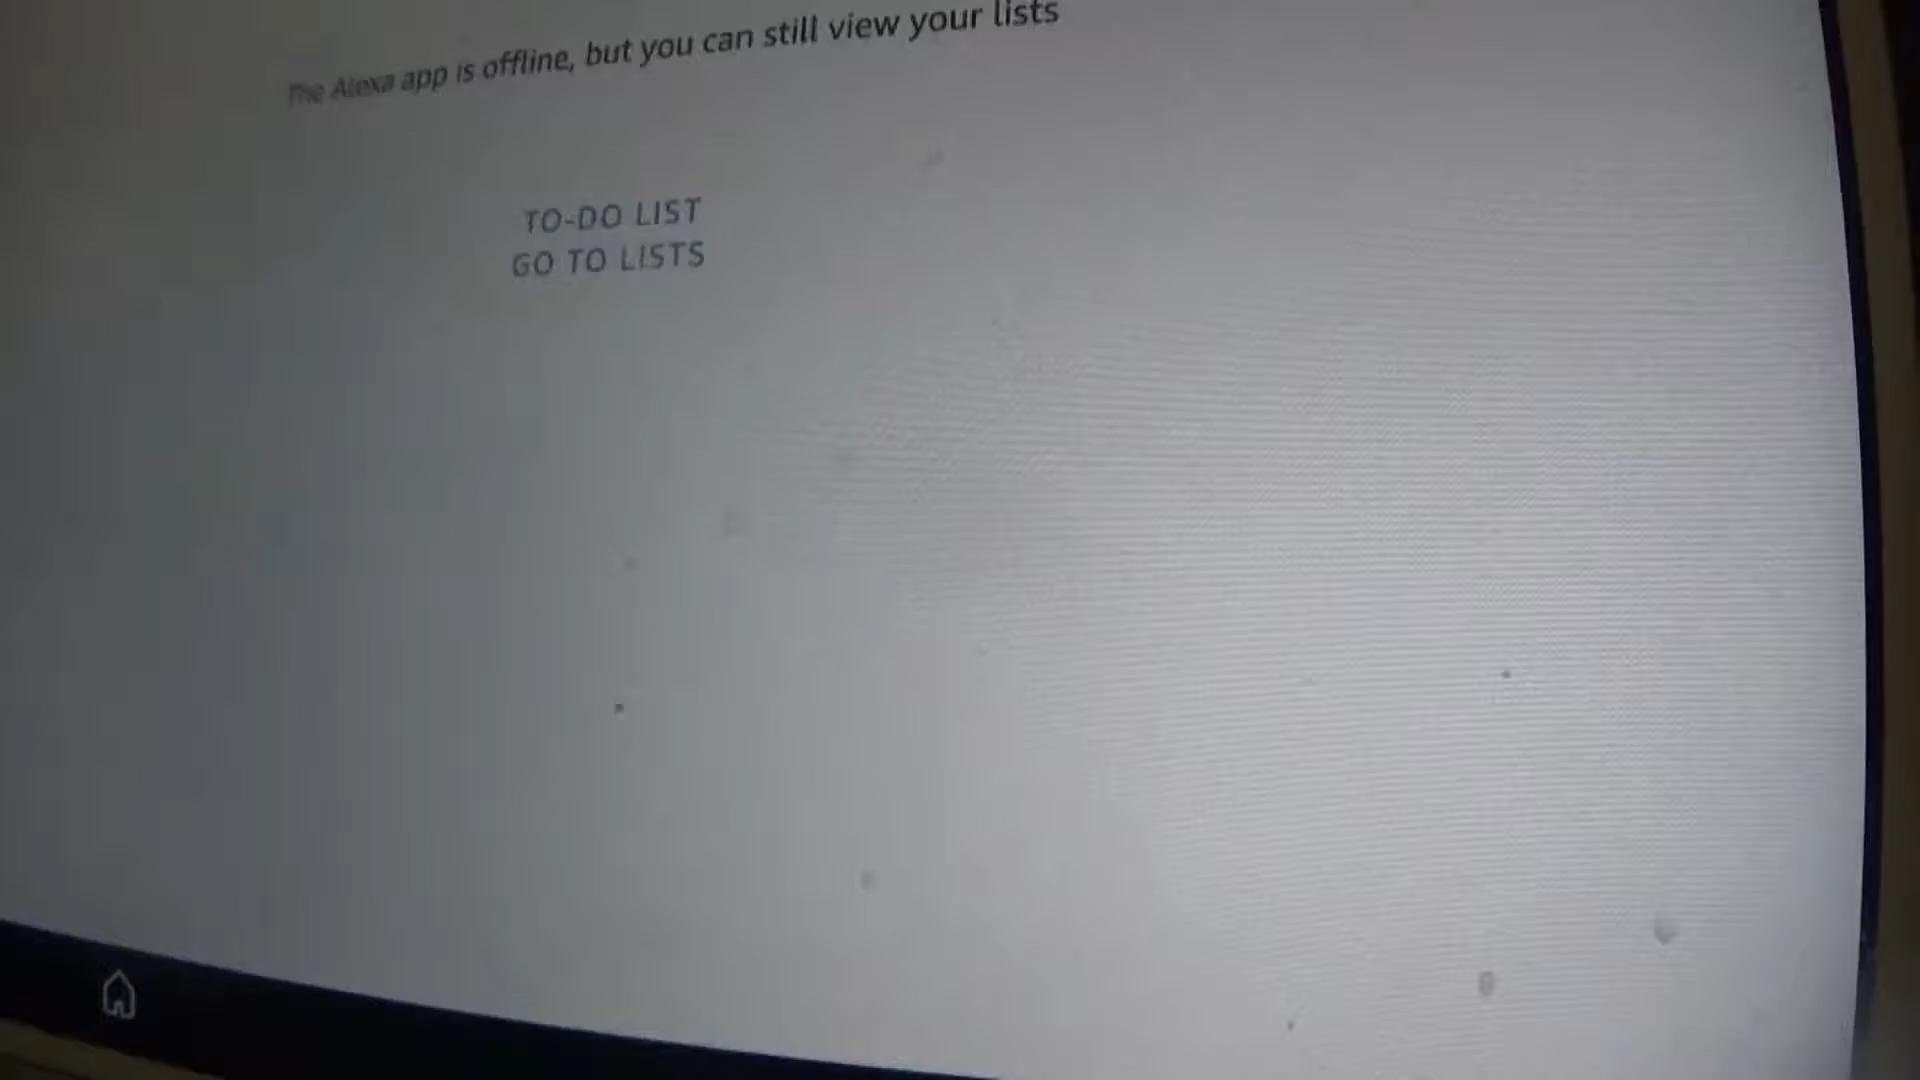 The Alexa app is offline, but you can still view your lists
TO-DO LIST
GO TO LISTS